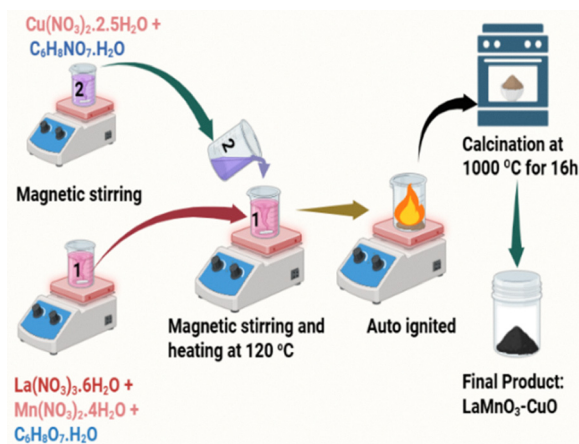 Cu(NO₃)₂.2.5H₂O +
C₆H₈NO₇.H₂O
2
Magnetic stirring
2
1
1
Magnetic stirring and
heating at 120 ⁰C
Auto ignited
Calcination at
1000 ⁰C for 16h
La(NO₃)₃.6H₂O +
Mn(NO₃)₂.4H₂O +
C₆H₈O₇.H₂O
Final Product:
LaMnO₃-CuO